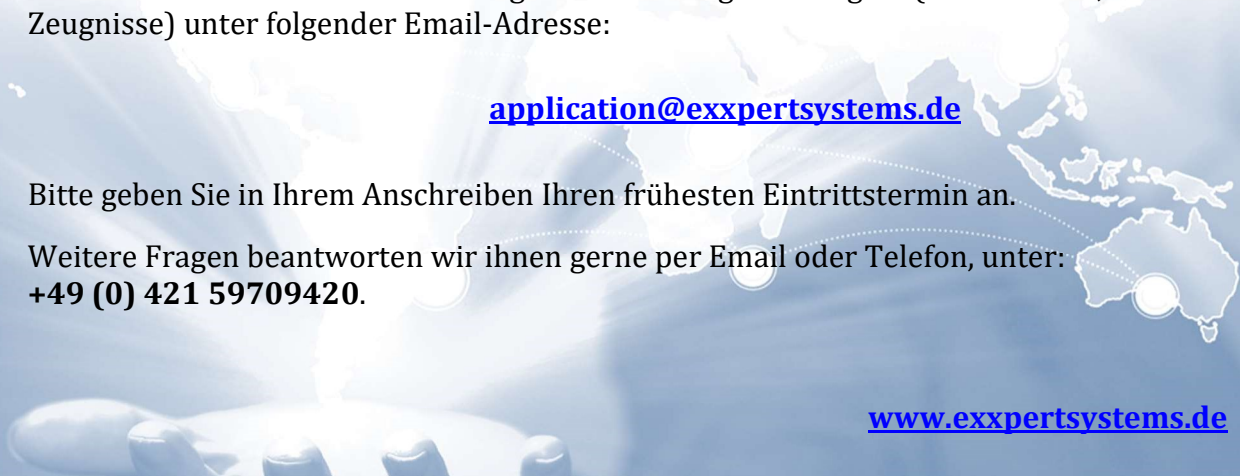 Zeugnisse) unter folgender Email-Adresse:
application@exxpertsystems.de
Bitte geben Sie in Ihrem Anschreiben Ihren frühesten Eintrittstermin an.
Weitere Fragen beantworten wir ihnen gerne per Email oder Telefon, unter:
+49 (0) 421 59709420.
www.exxpertsystems.de